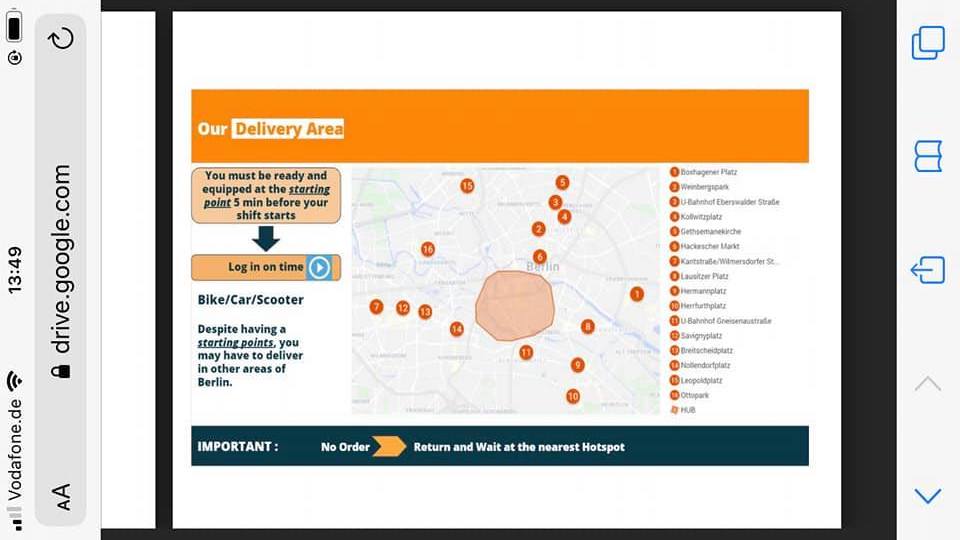 13:49
Vodafone.de
drive.google.com
AA
Our Delivery Area
You must be ready and
equipped at the starting
point 5 min before your
shift starts
Log in on time
Bike/Car/Scooter
Despite having a
starting points, you
may have to deliver
in other areas of
Berlin.
15
5
3
4
2
16
6
Berlin
1
7
12
13
14
8
11
9
10
1 Boxhagener Platz
2 Weinbergspark
3 U-Bahnhof Eberswalder Straße
4 Kollwitzplatz
5 Gethsemanekirche
6 Hackescher Markt
7 Kantstraße/Wilmersdorfer St...
8 Lausitzer Platz
9 Hermannplatz
10 Herrfurthplatz
11 U-Bahnhof Gneisenaustraße
12 Savignyplatz
13 Breitscheidplatz
14 Nollendorfplatz
15 Leopoldplatz
16 Ottopark
HUB
IMPORTANT : No Order Return and Wait at the nearest Hotspot